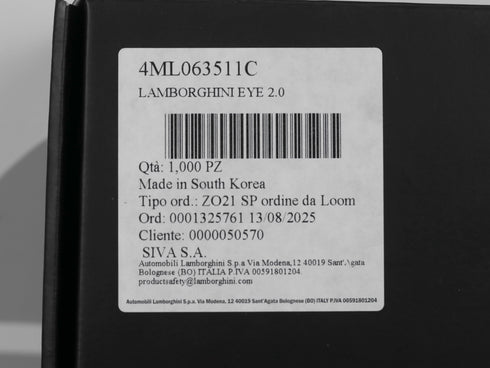 4ML063511C
LAMBORGHINI EYE 2.0
Qtà: 1,000 PZ
Made in South Korea
Tipo ord.: ZO21 SP ordine da Loom
Ord: 0001325761 13/08/2025
Cliente: 0000050570
SIVA S.A.
Automobili Lamborghini S.p.a Via Modena,12 40019 Sant'Agata
Bolognese (BO) ITALIA P.IVA 00591801204.
productsafety@lamborghini.com
Automobili Lamborghini S.p.a. Via Modena, 12 40019 Sant'Agata Bolognese (BO) ITALY P.IVA 00591801204